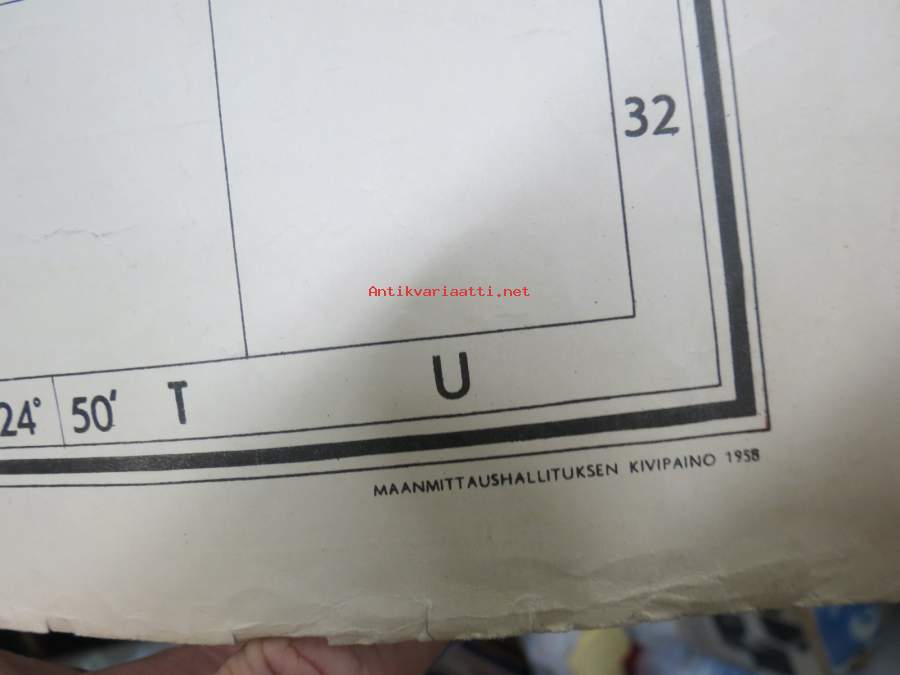 32
Antikvariaatti.net
24° 50' T U
MAANMITTAUSHALLITUKSEN KIVIPAINO 1958